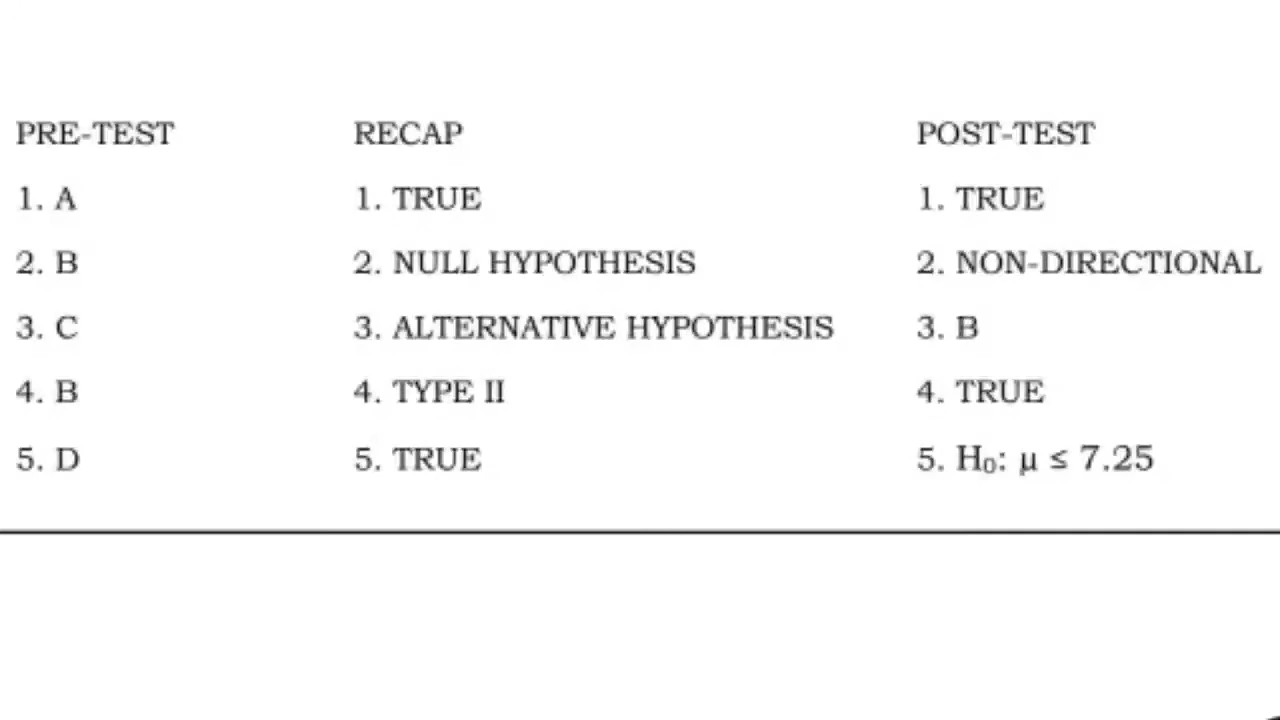 PRE-TEST RECAP POST-TEST
1. A 1. TRUE 1. TRUE
2. B 2. NULL HYPOTHESIS 2. NON-DIRECTIONAL
3. C 3. ALTERNATIVE HYPOTHESIS 3. B
4. B 4. TYPE II 4. TRUE
5. D 5. TRUE 5. H₀: μ ≤ 7.25